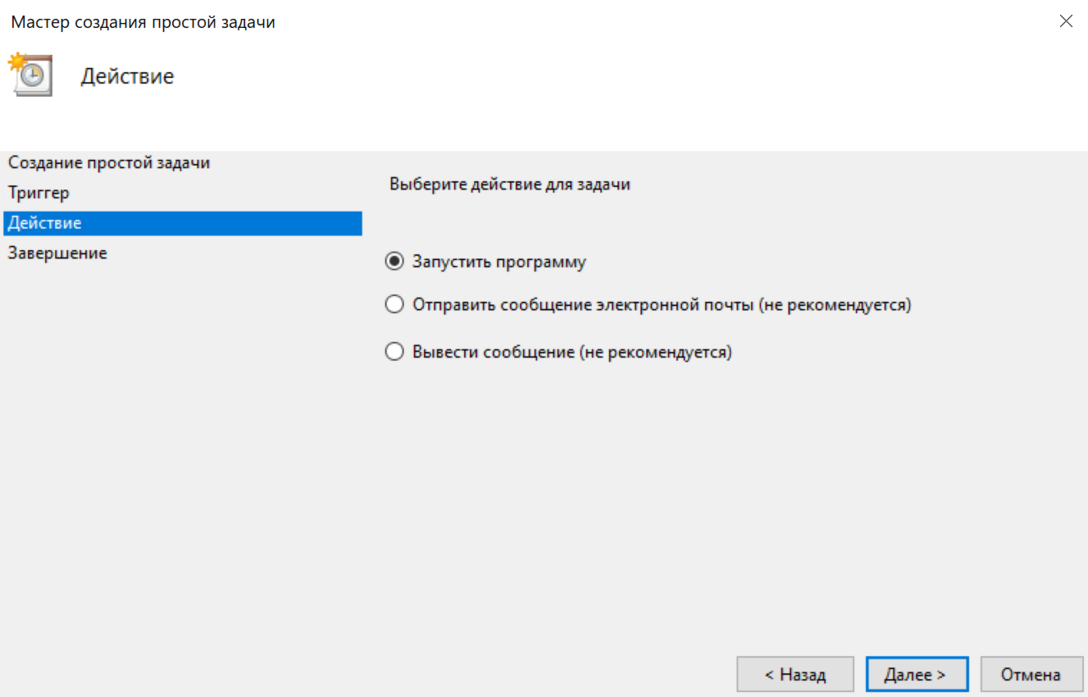 Мастер создания простой задачи
Действие
Создание простой задачи
Триггер
Действие
Завершение
Выберите действие для задачи
Запустить программу
Отправить сообщение электронной почты (не рекомендуется)
Вывести сообщение (не рекомендуется)
< Назад
Далее >
Отмена